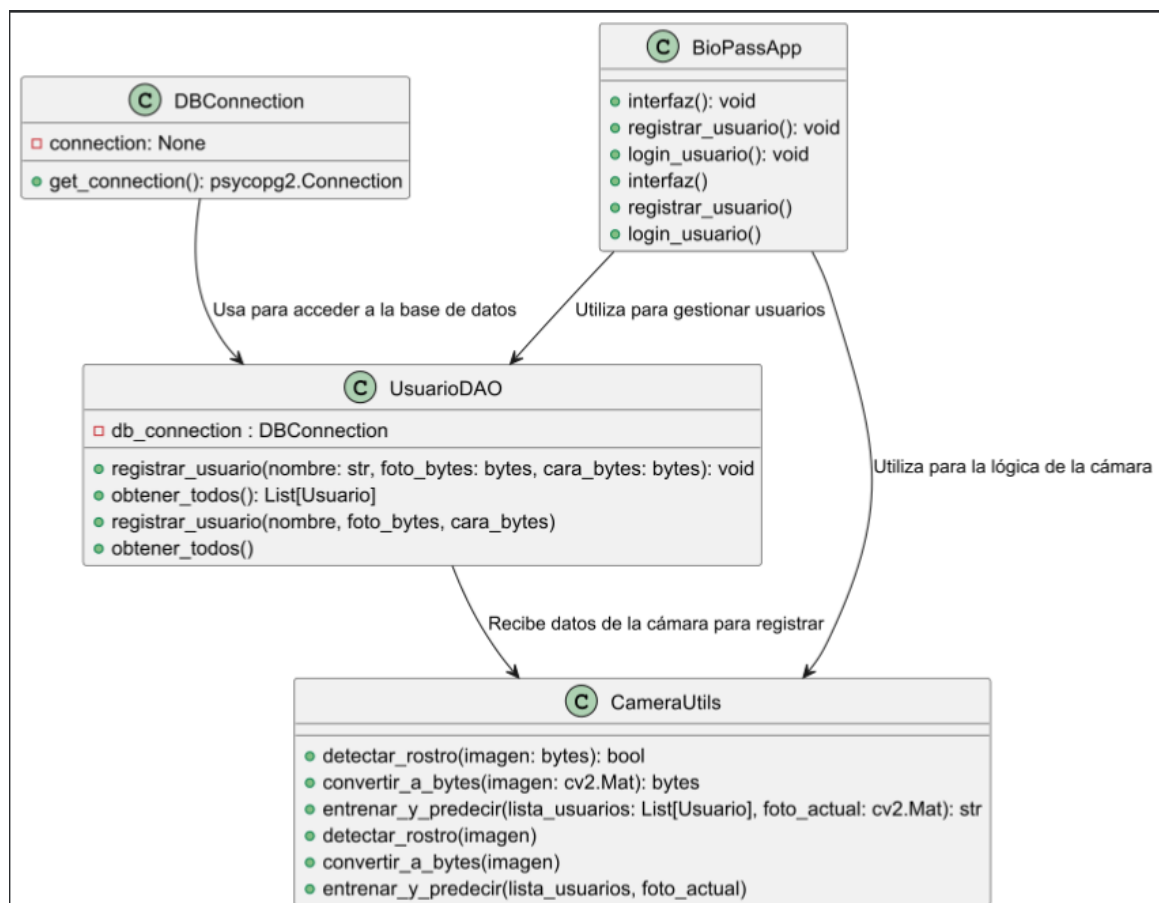 C BioPassApp
interfaz(): void
registrar_usuario(): void
login_usuario(): void
interfaz()
registrar_usuario()
login_usuario()
C DBConnection
connection: None
get_connection(): psycopg2.Connection
Usa para acceder a la base de datos
Utiliza para gestionar usuarios
C UsuarioDAO
db_connection : DBConnection
registrar_usuario(nombre: str, foto_bytes: bytes, cara_bytes: bytes): void
obtener_todos(): List[Usuario]
registrar_usuario(nombre, foto_bytes, cara_bytes)
obtener_todos()
Utiliza para la lógica de la cámara
Recibe datos de la cámara para registrar
C CameraUtils
detectar_rostro(imagen: bytes): bool
convertir_a_bytes(imagen: cv2.Mat): bytes
entrenar_y_predecir(lista_usuarios: List[Usuario], foto_actual: cv2.Mat): str
detectar_rostro(imagen)
convertir_a_bytes(imagen)
entrenar_y_predecir(lista_usuarios, foto_actual)